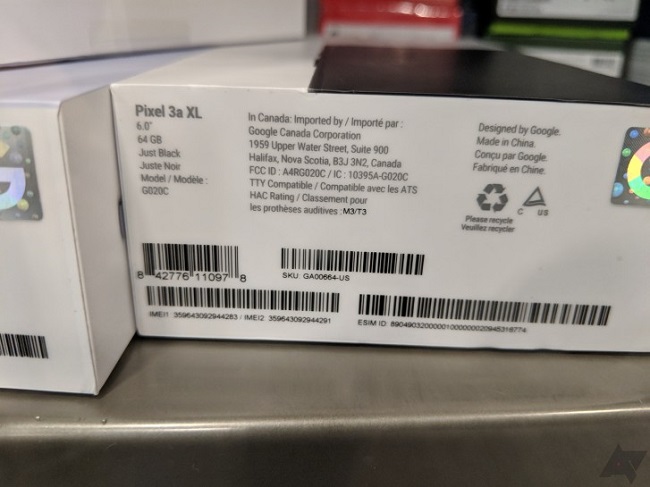 Pixel 3a XL
6.0"
64 GB
Just Black
Juste Noir
Model / Modèle :
G020C
In Canada: Imported by / Importé par :
Google Canada Corporation
1959 Upper Water Street, Suite 900
Halifax, Nova Scotia, B3J 3N2, Canada
FCC ID : A4RG020C / IC : 10395A-G020C
TTY Compatible / Compatible avec les ATS
HAC Rating / Classement pour
les prothèses auditives : M3/T3
Designed by Google.
Made in China.
Conçu par Google.
Fabriqué en Chine.
Please recycle
Veuillez recycler
C US
8 42776 11097 8
SKU: GA00664-US
IMEI1 359643092944283 / IMEI2 359643092944291
ESIM ID: 89049032000001000000020945316774